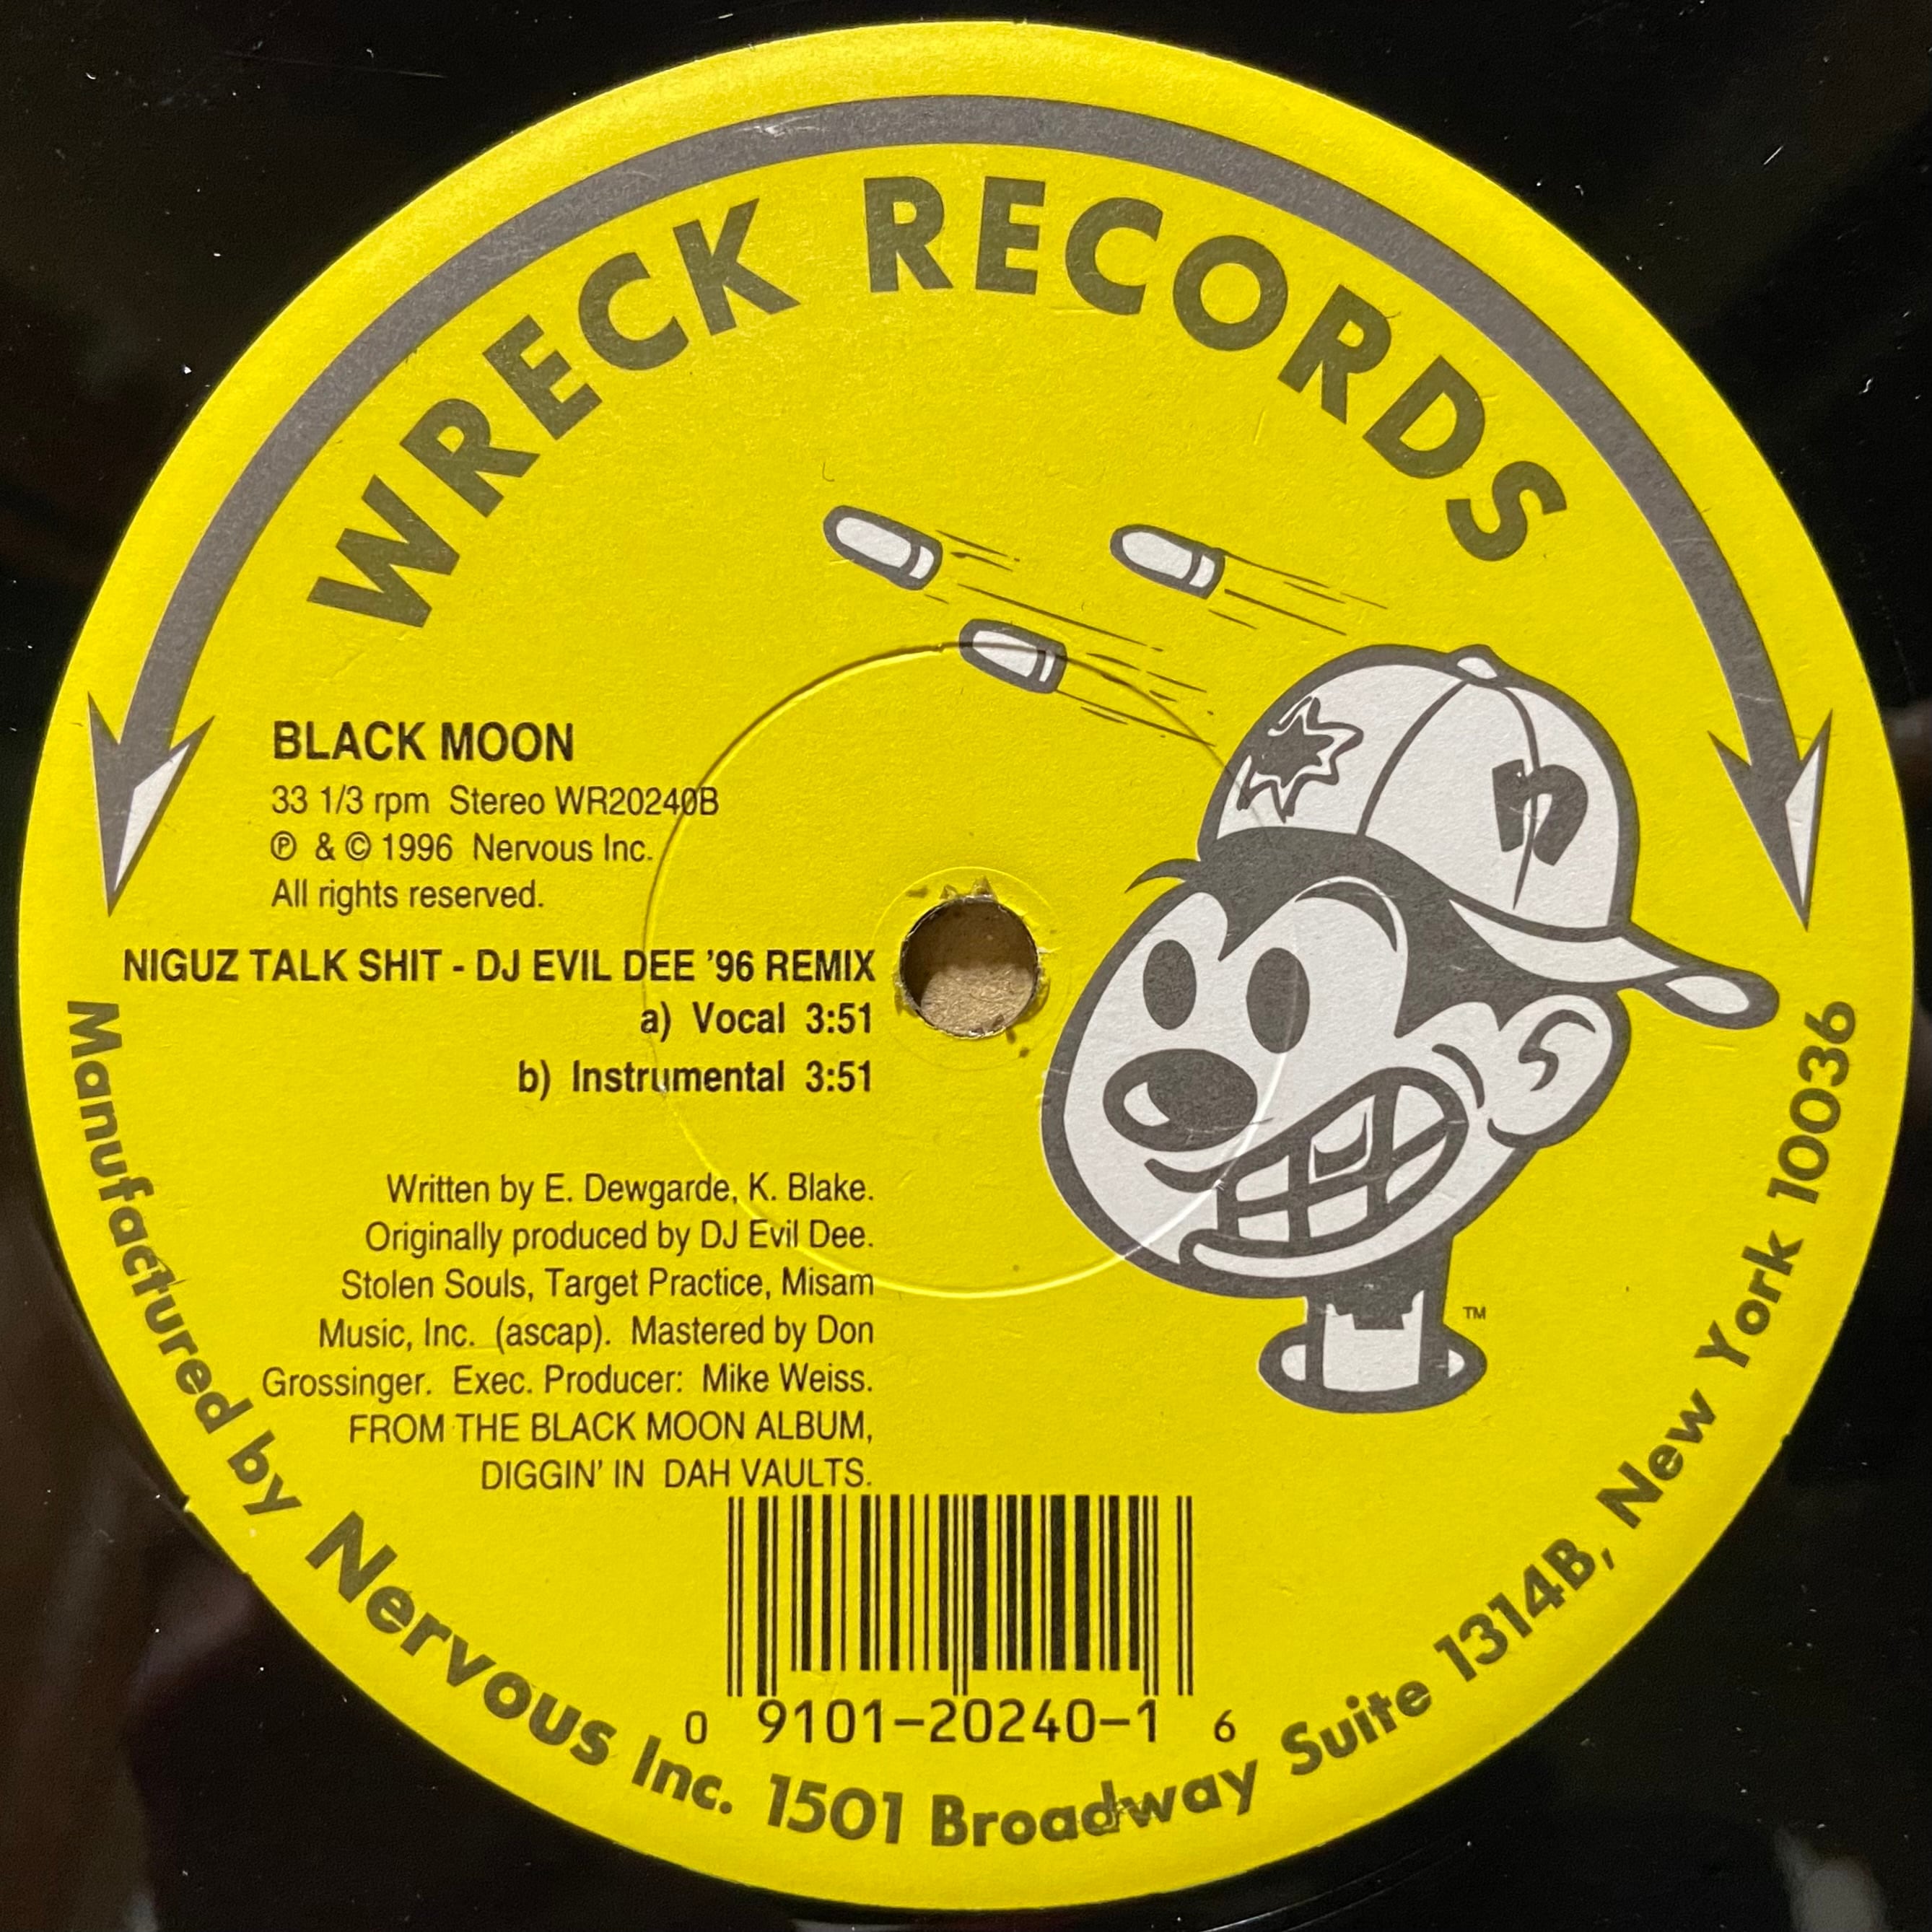 WRECK RECORDS
n
BLACK MOON
33 1/3 rpm Stereo WR20240B
℗ & © 1996 Nervous Inc.
All rights reserved.
NIGUZ TALK SHIT - DJ EVIL DEE '96 REMIX
a) Vocal 3:51
b) Instrumental 3:51
Written by E. Dewgarde, K. Blake.
Originally produced by DJ Evil Dee.
Stolen Souls, Target Practice, Misam
Music, Inc. (ascap). Mastered by Don
Grossinger. Exec. Producer: Mike Weiss.
FROM THE BLACK MOON ALBUM,
DIGGIN' IN DAH VAULTS.
TM
0 9101-20240-1 6
Manufactured by Nervous Inc. 1501 Broadway Suite 1314B, New York 10036